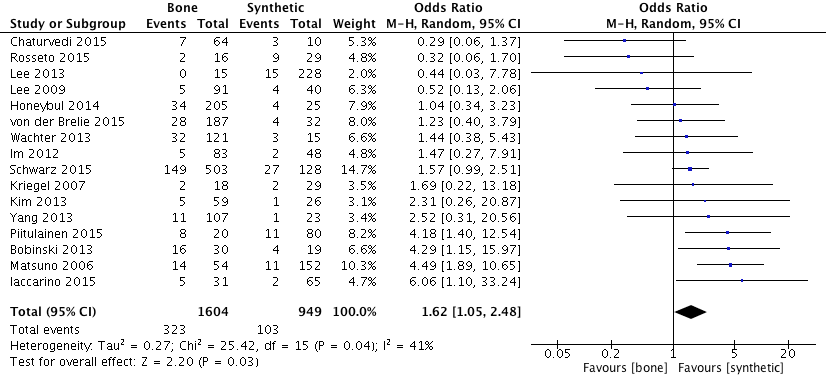 Bone Synthetic Odds Ratio Odds Ratio
Study or Subgroup Events Total Events Total Weight M-H, Random, 95% CI M-H, Random, 95% CI
Chaturvedi 2015 7 64 3 10 5.3% 0.29 [0.06, 1.37]
Rosseto 2015 2 16 9 29 4.8% 0.32 [0.06, 1.70]
Lee 2013 0 15 15 228 2.0% 0.44 [0.03, 7.78]
Lee 2009 5 91 4 40 6.2% 0.52 [0.13, 2.06]
Honeybul 2014 34 205 4 25 8.0% 1.04 [0.34, 3.23]
von der Brelie 2015 28 187 4 32 8.1% 1.23 [0.40, 3.79]
Wachter 2013 32 121 3 15 6.6% 1.44 [0.38, 5.43]
Im 2012 5 83 2 48 4.8% 1.47 [0.27, 7.91]
Schwarz 2015 149 503 27 128 14.7% 1.57 [0.99, 2.51]
Kriegel 2007 2 18 2 29 3.5% 1.69 [0.22, 13.18]
Kim 2013 5 59 1 26 3.2% 2.31 [0.26, 20.87]
Yang 2013 11 107 1 23 3.5% 2.52 [0.31, 20.56]
Piitulainen 2015 8 20 11 80 8.3% 4.18 [1.40, 12.54]
Bobinski 2013 16 30 4 19 6.6% 4.29 [1.15, 15.97]
Matsuno 2006 14 54 11 152 10.3% 4.49 [1.89, 10.65]
Iaccarino 2015 5 31 2 65 4.7% 6.06 [1.10, 33.24]
Total (95% CI) 1604 949 100.0% 1.62 [1.05, 2.48]
Total events 323 103
Heterogeneity: Tau² = 0.27; Chi² = 25.42, df = 15 (P = 0.04); I² = 41%
Test for overall effect: Z = 2.20 (P = 0.03)
0.05 0.2 1 5 20
Favours [bone] Favours [synthetic]